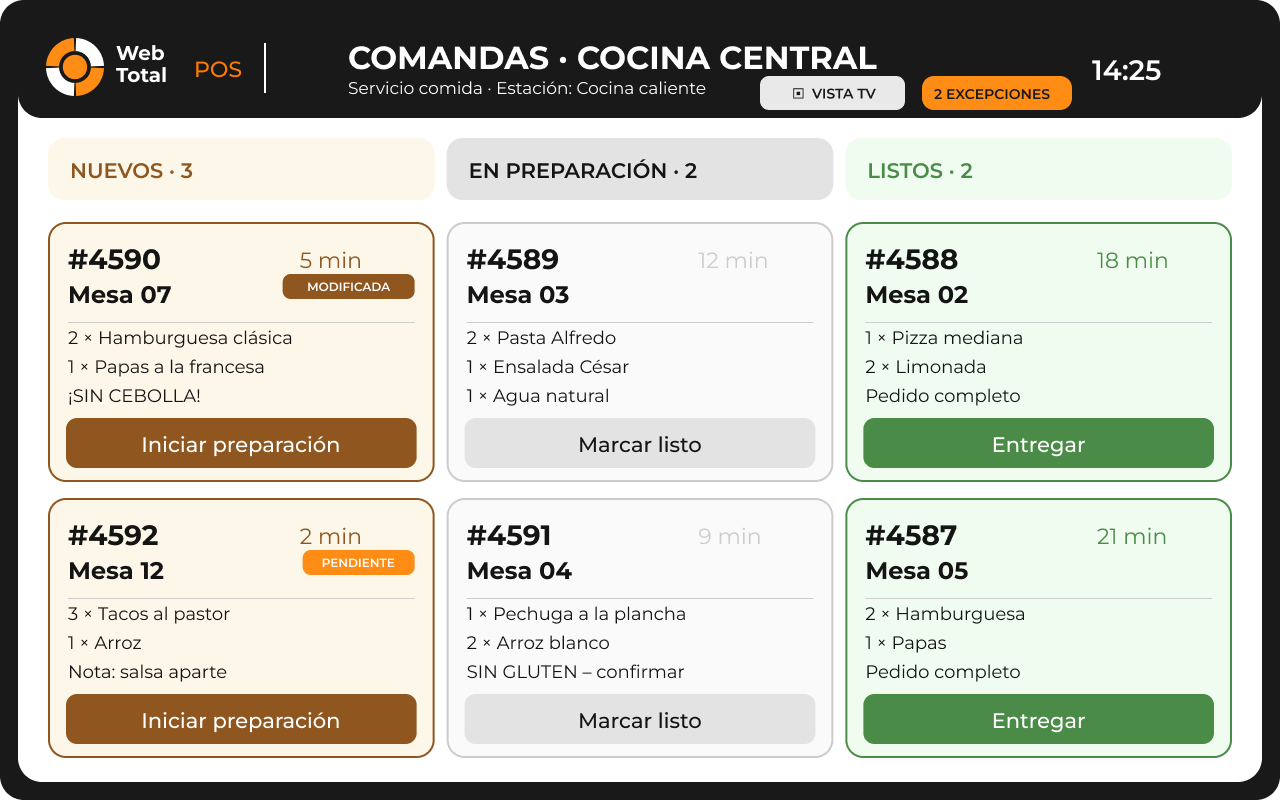 Web
Total
POS
COMANDAS · COCINA CENTRAL
Servicio comida · Estación: Cocina caliente
VISTA TV
2 EXCEPCIONES
14:25
NUEVOS · 3
EN PREPARACIÓN · 2
LISTOS · 2
#4590
5 min
Mesa 07
MODIFICADA
2 × Hamburguesa clásica
1 × Papas a la francesa
¡SIN CEBOLLA!
Iniciar preparación
#4589
12 min
Mesa 03
2 × Pasta Alfredo
1 × Ensalada César
1 × Agua natural
Marcar listo
#4588
18 min
Mesa 02
1 × Pizza mediana
2 × Limonada
Pedido completo
Entregar
#4592
2 min
Mesa 12
PENDIENTE
3 × Tacos al pastor
1 × Arroz
Nota: salsa aparte
Iniciar preparación
#4591
9 min
Mesa 04
1 × Pechuga a la plancha
2 × Arroz blanco
SIN GLUTEN – confirmar
Marcar listo
#4587
21 min
Mesa 05
2 × Hamburguesa
1 × Papas
Pedido completo
Entregar